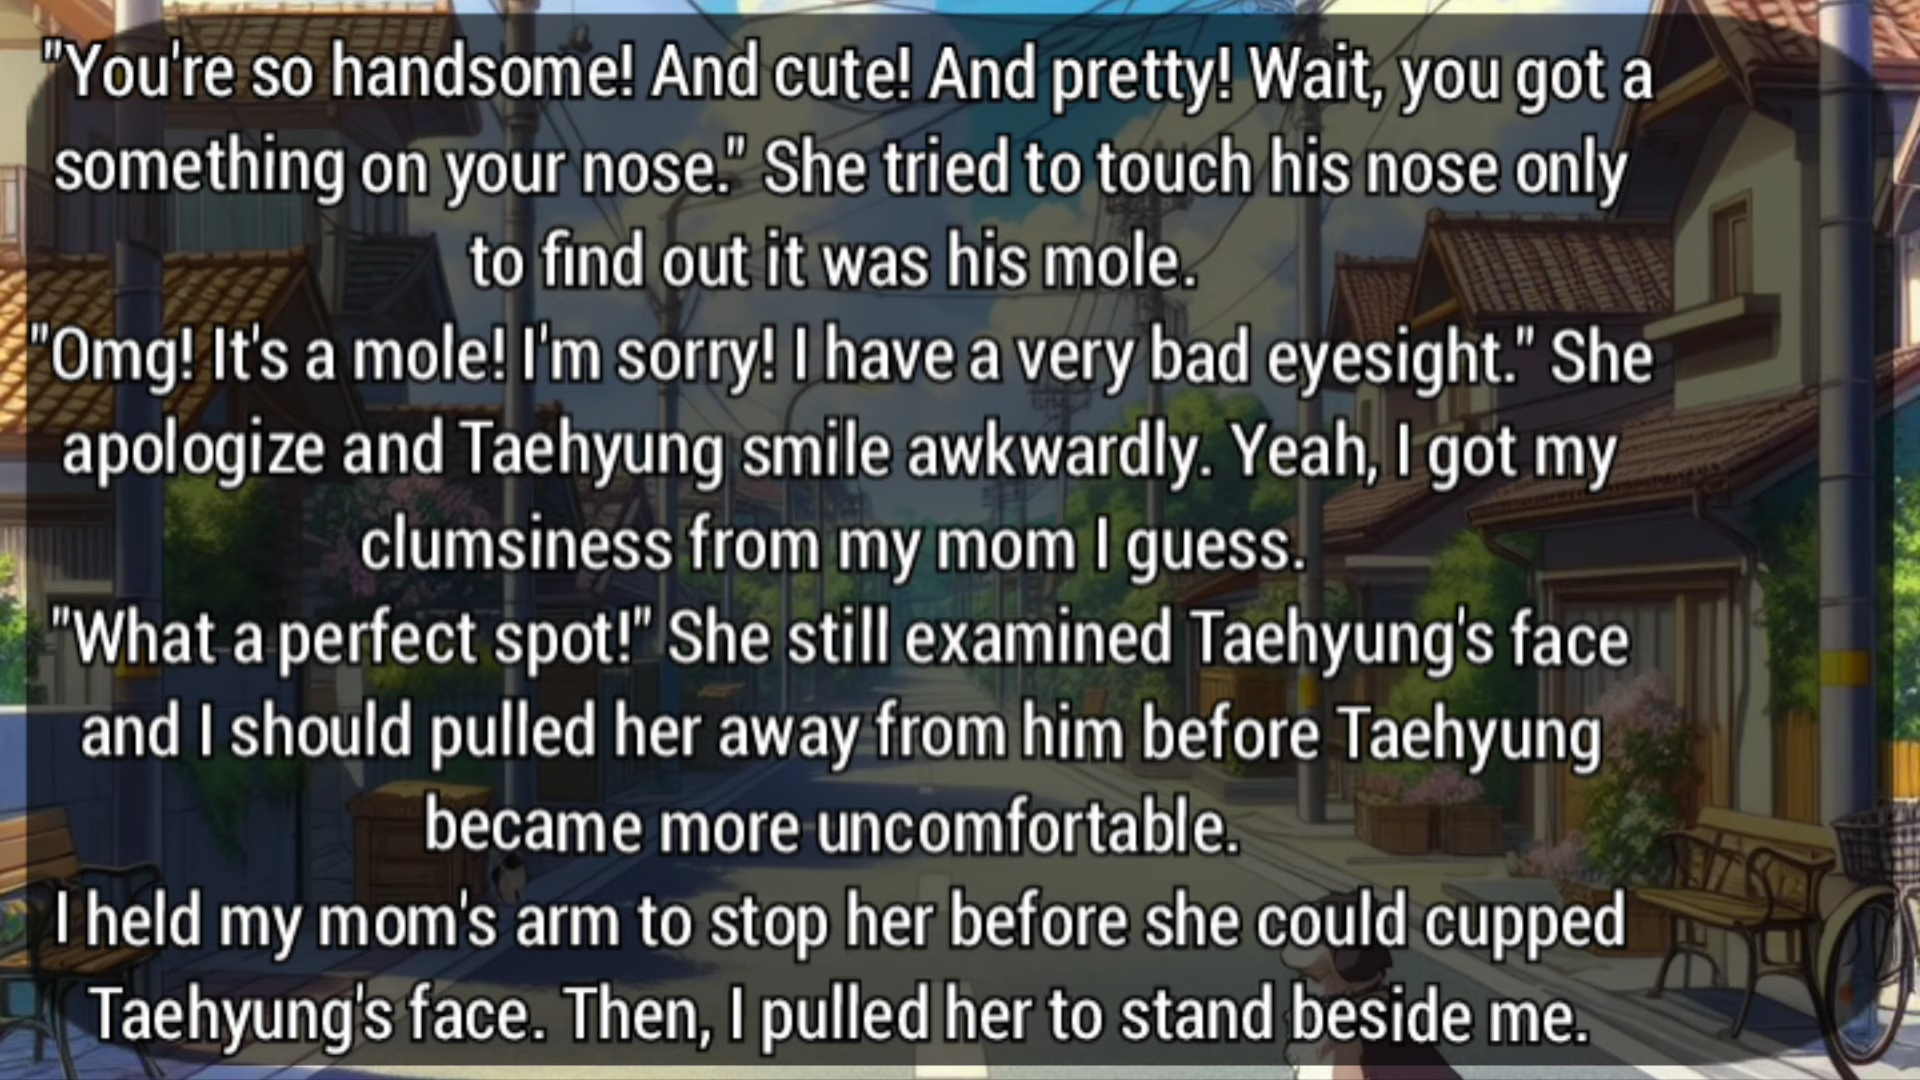 "You're so handsome! And cute! And pretty! Wait, you got a
something on your nose." She tried to touch his nose only
to find out it was his mole.
"Omg! It's a mole! I'm sorry! I have a very bad eyesight." She
apologize and Taehyung smile awkwardly. Yeah, I got my
clumsiness from my mom I guess.
"What a perfect spot!" She still examined Taehyung's face
and I should pulled her away from him before Taehyung
became more uncomfortable.
I held my mom's arm to stop her before she could cupped
Taehyung's face. Then, I pulled her to stand beside me.